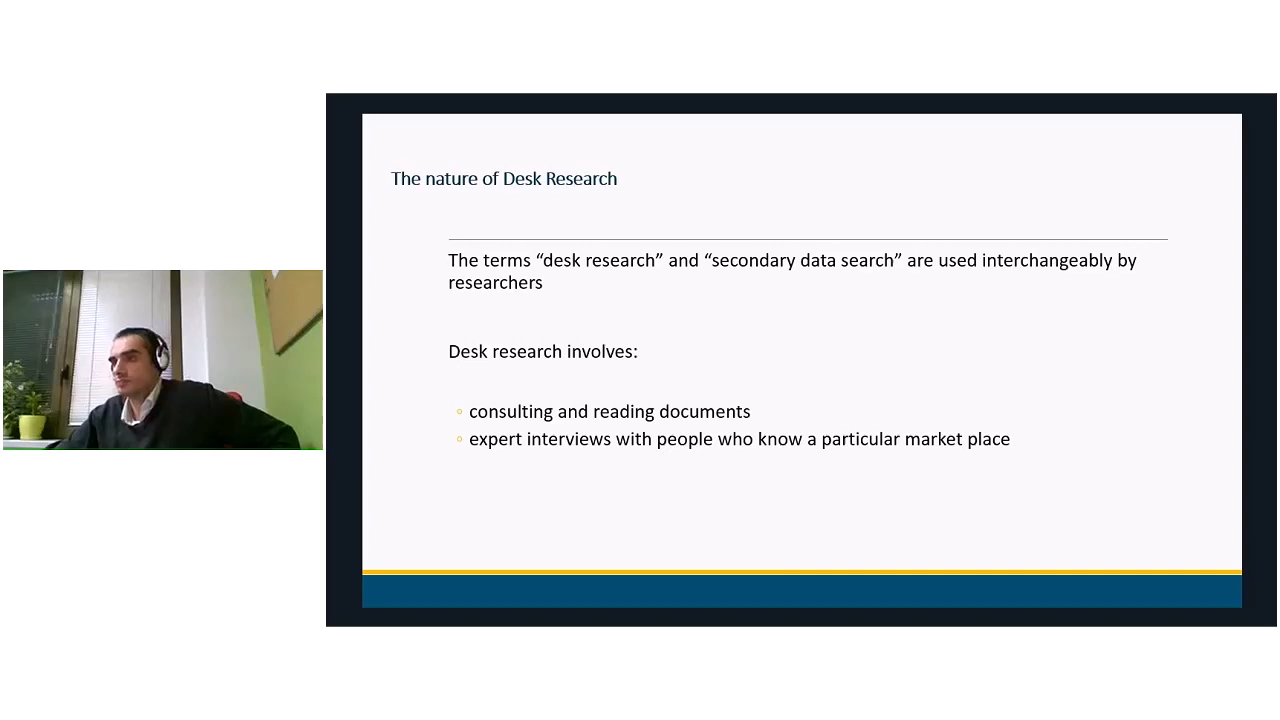 The nature of Desk Research
The terms “desk research” and “secondary data search” are used interchangeably by
researchers
Desk research involves:
◦ consulting and reading documents
◦ expert interviews with people who know a particular market place